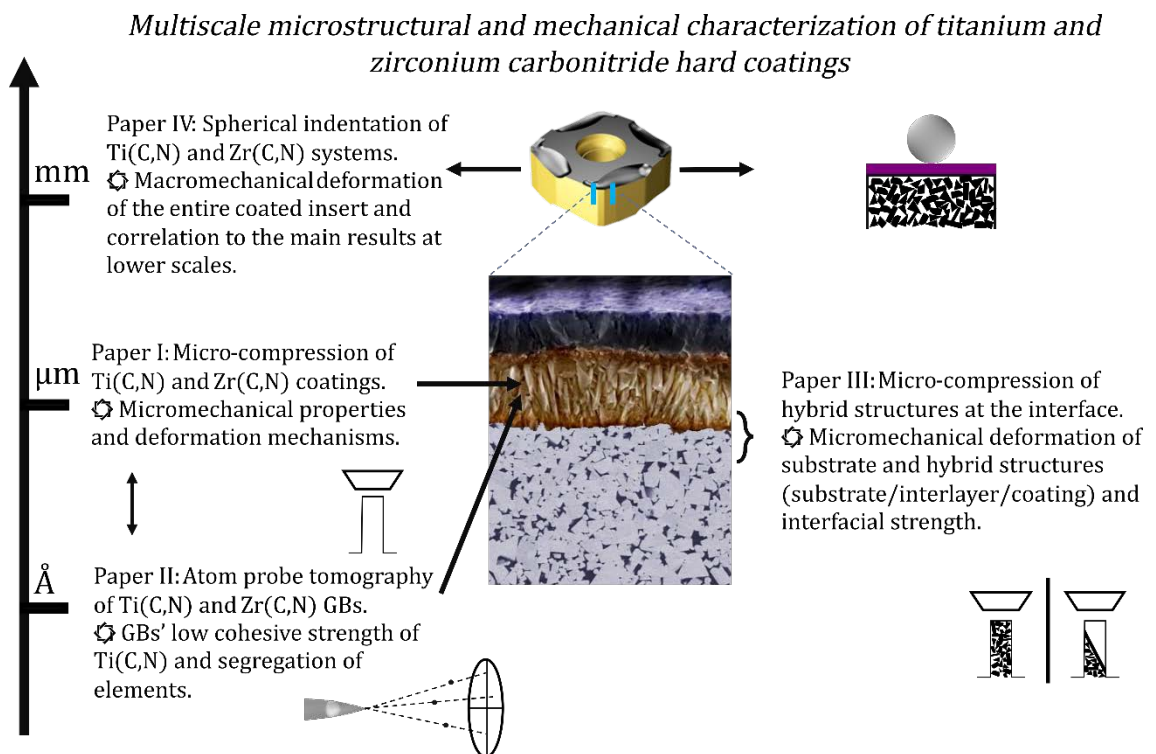 Multiscale microstructural and mechanical characterization of titanium and
zirconium carbonitride hard coatings
mm
Paper IV: Spherical indentation of
Ti(C,N) and Zr(C,N) systems.
Macromechanical deformation
of the entire coated insert and
correlation to the main results at
lower scales.
μm
Paper I: Micro-compression of
Ti(C,N) and Zr(C,N) coatings.
Micromechanical properties
and deformation mechanisms.
Paper III: Micro-compression of
hybrid structures at the interface.
Micromechanical deformation of
substrate and hybrid structures
(substrate/interlayer/coating) and
interfacial strength.
Å
Paper II: Atom probe tomography
of Ti(C,N) and Zr(C,N) GBs.
GBs' low cohesive strength of
Ti(C,N) and segregation of
elements.